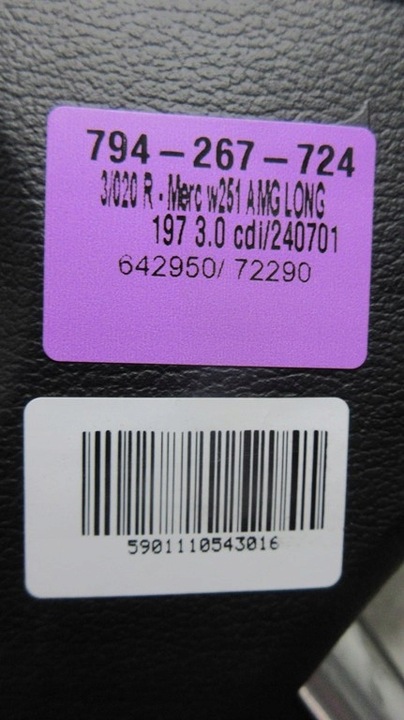 794-267-724
3/020 R - Merc w251 AMG LONG
197 3.0 cdi/240701
642950/ 72290
5901110543016